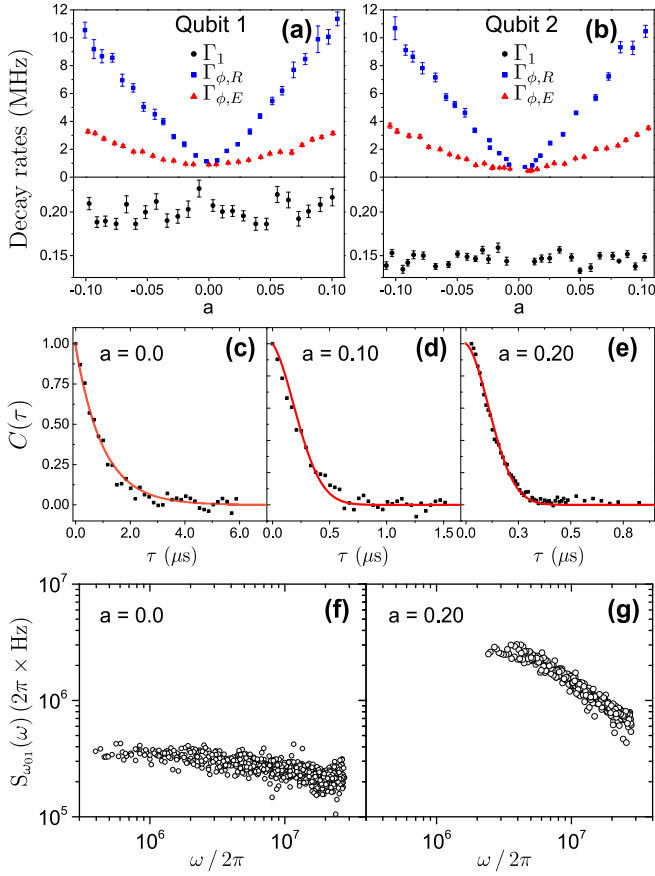 Qubit 1 (a)
Γ1
Γϕ,R
Γϕ,E
Qubit 2 (b)
Γ1
Γϕ,R
Γϕ,E
Decay rates (MHz)
12
10
8
6
4
2
0
0.20
0.15
12
10
8
6
4
2
0
0.20
0.15
-0.10 -0.05 0.00 0.05 0.10
a
-0.10 -0.05 0.00 0.05 0.10
a
a = 0.0 (c)
a = 0.10 (d)
a = 0.20 (e)
C(τ)
1.00
0.75
0.50
0.25
0.00
0.0 2.0 4.0 6.0
τ (μs)
0.0 0.4 0.8 1.1 1.5
τ (μs)
0.0 0.3 0.5 0.8
τ (μs)
a = 0.0 (f)
a = 0.20 (g)
Sω01(ω) (2π × Hz)
10^7
10^6
10^5
10^7
10^6
10^5
10^6 10^7
ω / 2π
10^6 10^7
ω / 2π